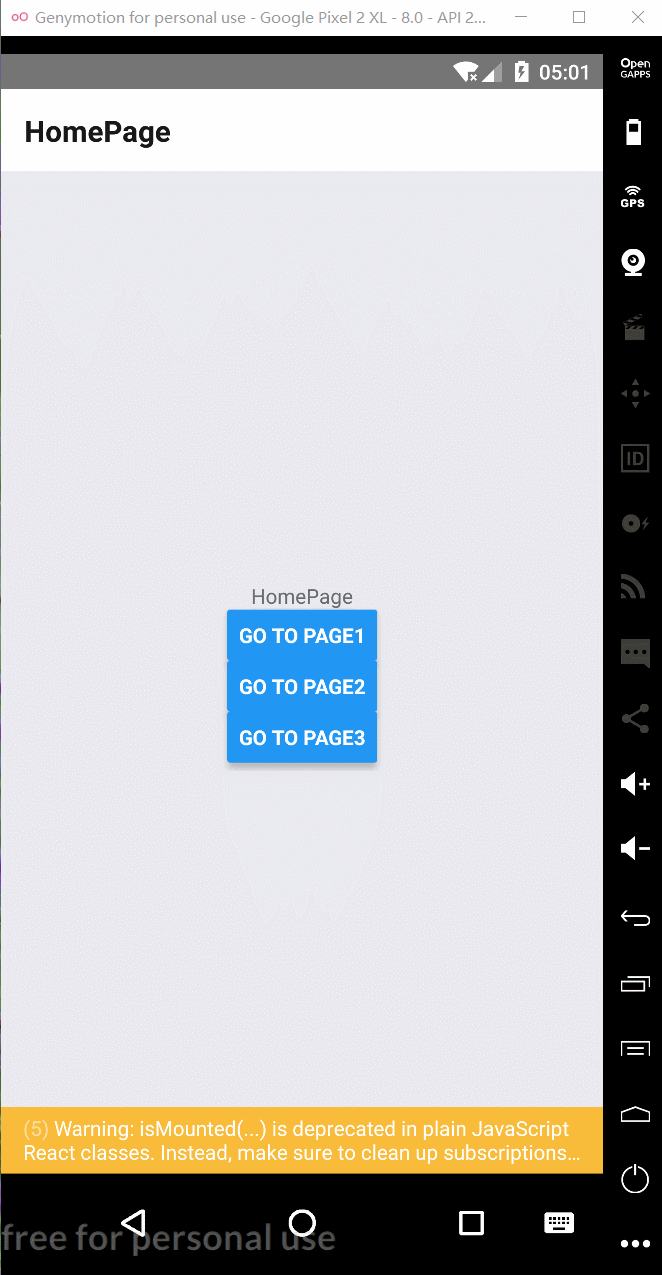 Genymotion for personal use - Google Pixel 2 XL - 8.0 - API 2...
Open
GAPPS
05:01
HomePage
GPS
ID
HomePage
GO TO PAGE1
GO TO PAGE2
GO TO PAGE3
(5) Warning: isMounted(...) is deprecated in plain JavaScript
React classes. Instead, make sure to clean up subscriptions…
free for personal use